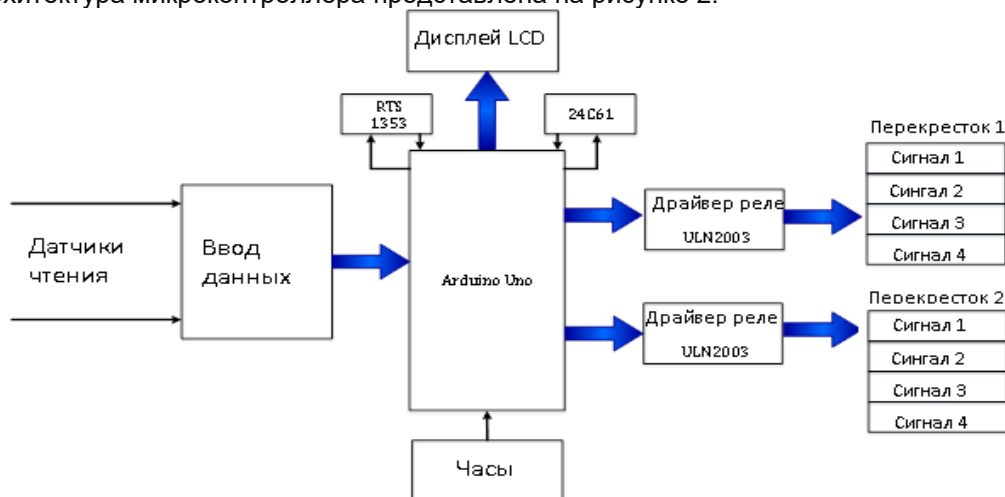 хитектура микроконтроллера представлена на рисунке 2.
Дисплей LCD
RTS
1353
24C61
Перекресток 1
Сигнал 1
Сингал 2
Сигнал 3
Сигнал 4
Драйвер реле
ULN2003
Датчики
чтения
Ввод
данных
Arduino Uno
Перекресток 2
Сигнал 1
Сингал 2
Сигнал 3
Сигнал 4
Драйвер реле
ULN2003
Часы